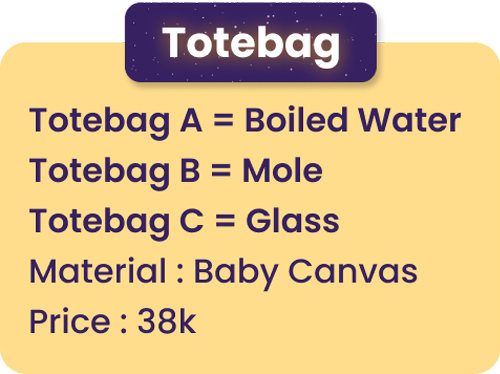 Totebag
Totebag A = Boiled Water
Totebag B = Mole
Totebag C = Glass
Material : Baby Canvas
Price : 38k